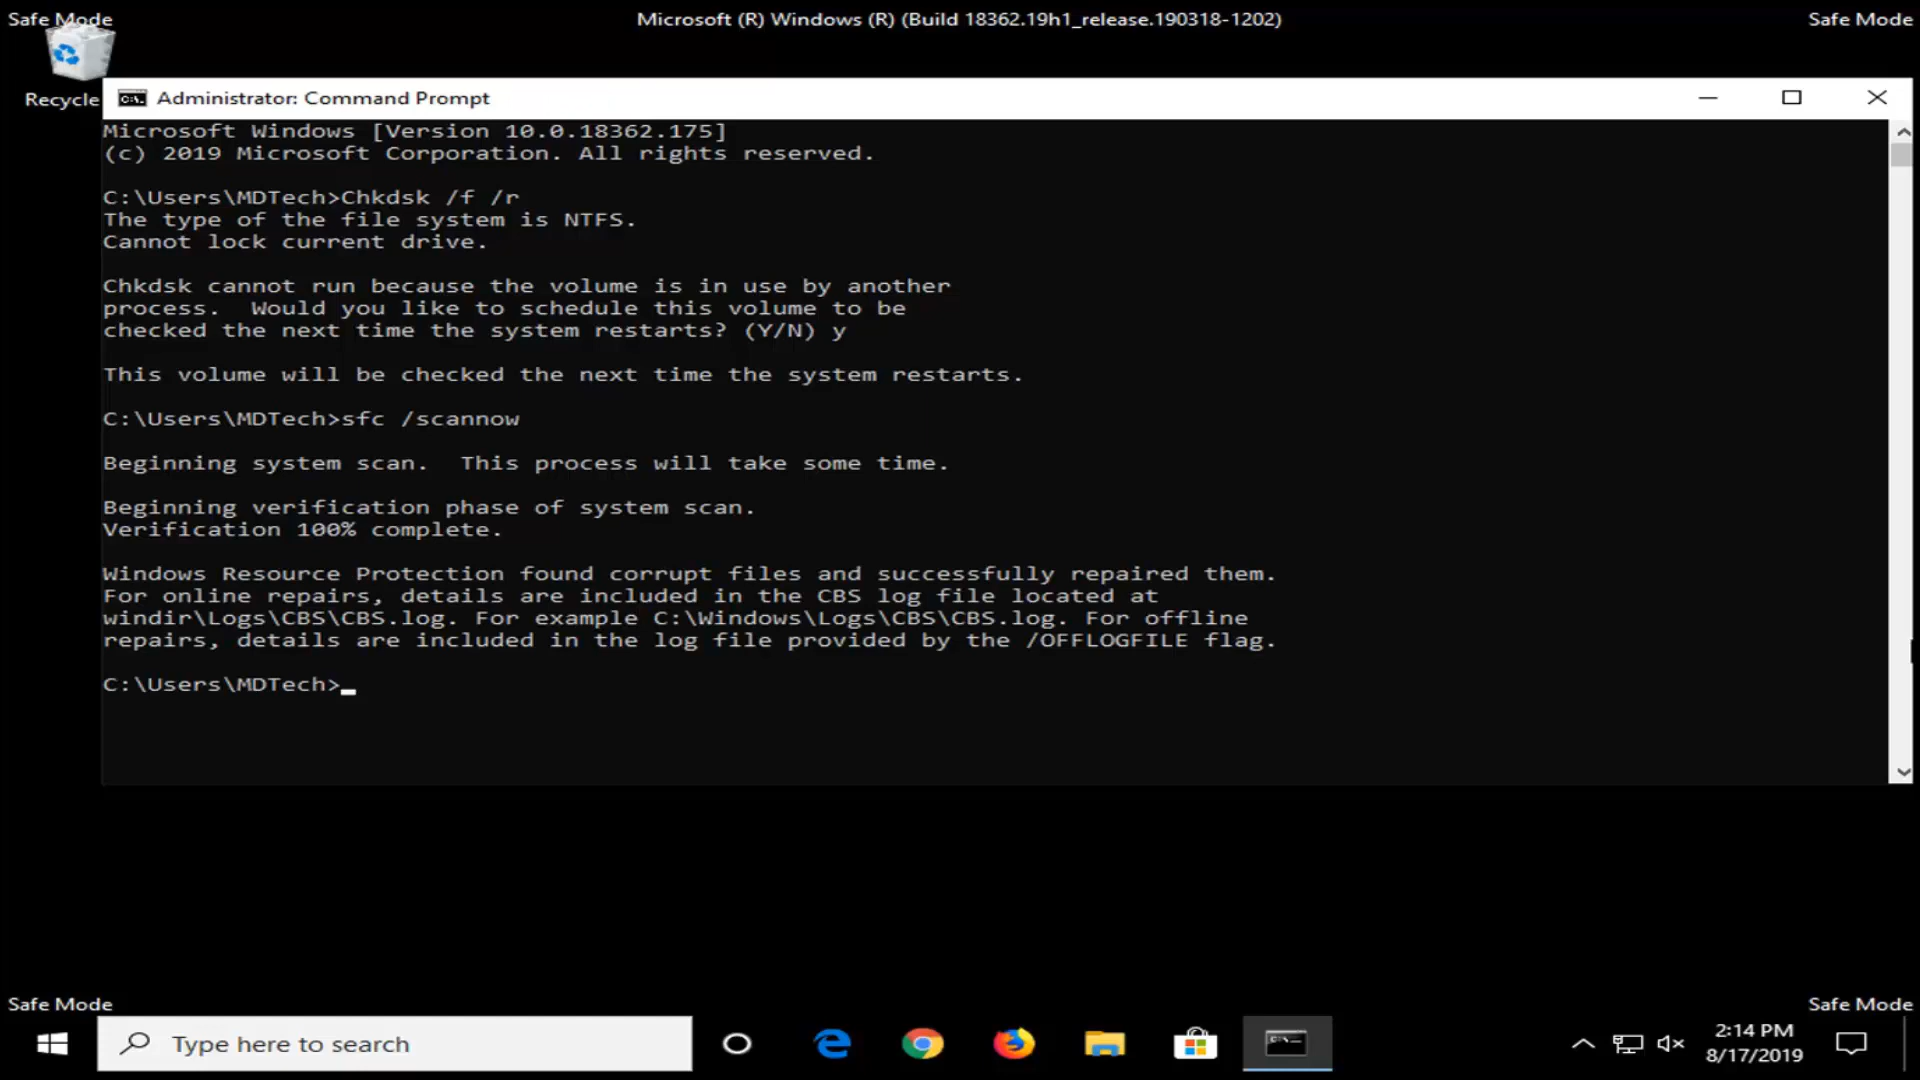 Safe Mode
Microsoft (R) Windows (R) (Build 18362.19h1_release.190318-1202)
Safe Mode
Recycle
C:\. Administrator: Command Prompt
Microsoft Windows [Version 10.0.18362.175]
(c) 2019 Microsoft Corporation. All rights reserved.
C:\Users\MDTech>Chkdsk /f /r
The type of the file system is NTFS.
Cannot lock current drive.
Chkdsk cannot run because the volume is in use by another
process.  Would you like to schedule this volume to be
checked the next time the system restarts? (Y/N) y
This volume will be checked the next time the system restarts.
C:\Users\MDTech>sfc /scannow
Beginning system scan.  This process will take some time.
Beginning verification phase of system scan.
Verification 100% complete.
Windows Resource Protection found corrupt files and successfully repaired them.
For online repairs, details are included in the CBS log file located at
windir\Logs\CBS\CBS.log. For example C:\Windows\Logs\CBS\CBS.log. For offline
repairs, details are included in the log file provided by the /OFFLOGFILE flag.
C:\Users\MDTech>_
Safe Mode
Safe Mode
Type here to search
2:14 PM
8/17/2019